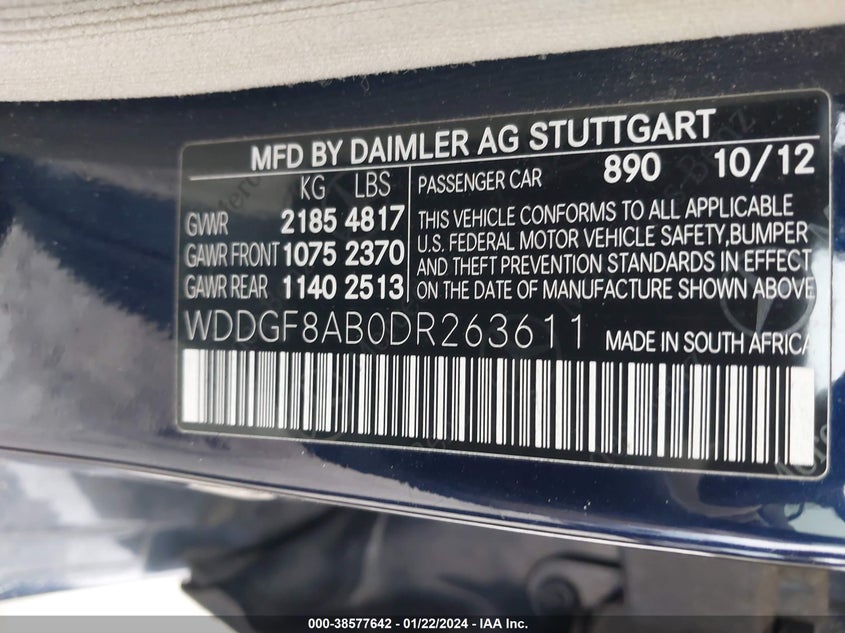 MFD BY DAIMLER AG STUTTGART
KG LBS
GVWR 2185 4817
GAWR FRONT 1075 2370
GAWR REAR 1140 2513
PASSENGER CAR 890 10/12
THIS VEHICLE CONFORMS TO ALL APPLICABLE
U.S. FEDERAL MOTOR VEHICLE SAFETY,BUMPER
AND THEFT PREVENTION STANDARDS IN EFFECT
ON THE DATE OF MANUFACTURE SHOWN ABOVE
WDDGF8AB0DR263611 MADE IN SOUTH AFRICA
000-38577642 - 01/22/2024 - IAA Inc.